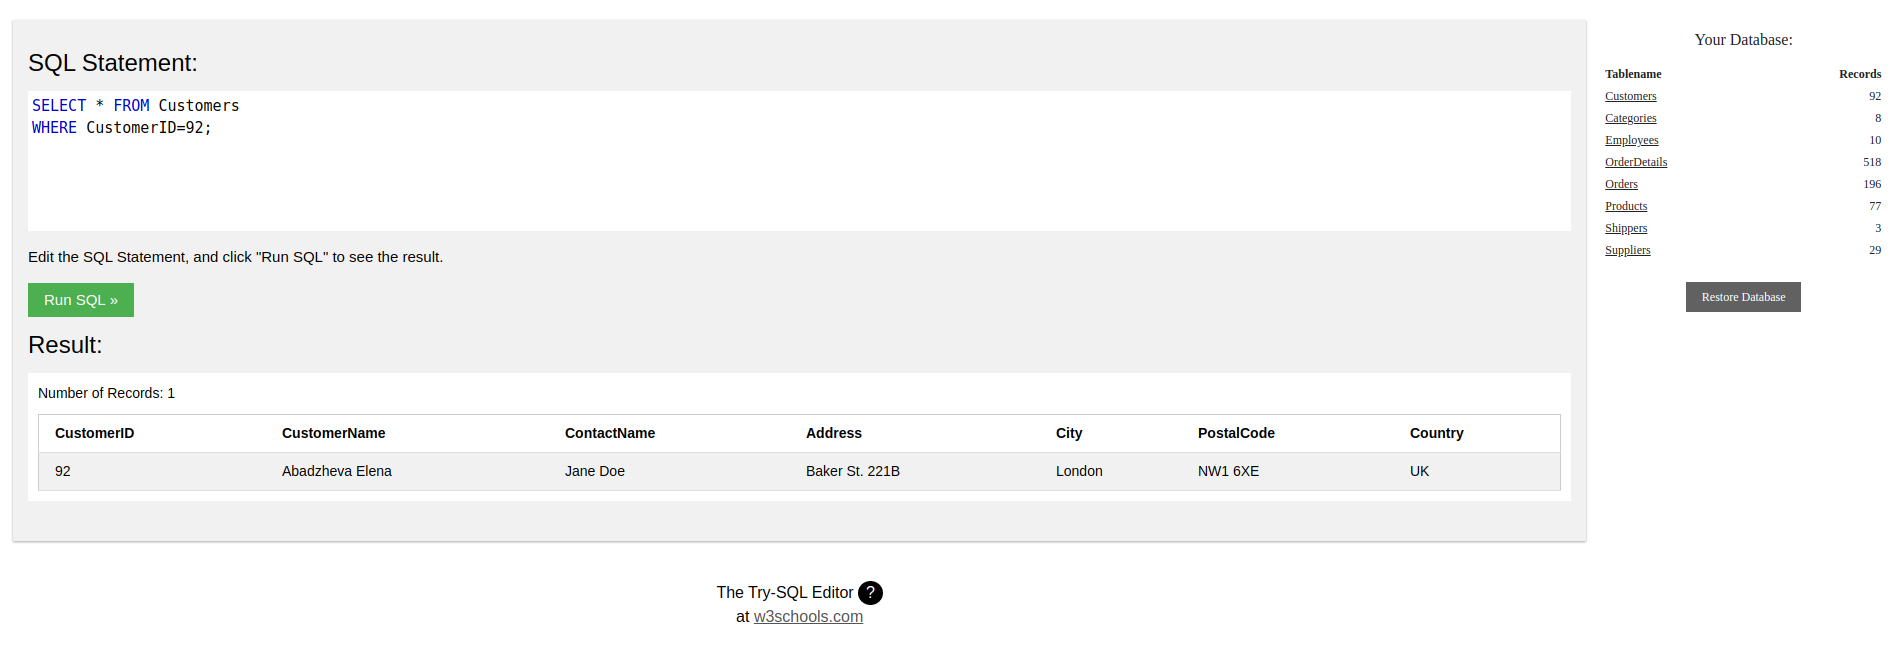 SQL Statement:
SELECT * FROM Customers
WHERE CustomerID=92;
Edit the SQL Statement, and click "Run SQL" to see the result.
Run SQL »
Result:
Number of Records: 1
CustomerID CustomerName ContactName Address City PostalCode Country
92 Abadzheva Elena Jane Doe Baker St. 221B London NW1 6XE UK
The Try-SQL Editor ?
at w3schools.com
Your Database:
Tablename Records
Customers 92
Categories 8
Employees 10
OrderDetails 518
Orders 196
Products 77
Shippers 3
Suppliers 29
Restore Database